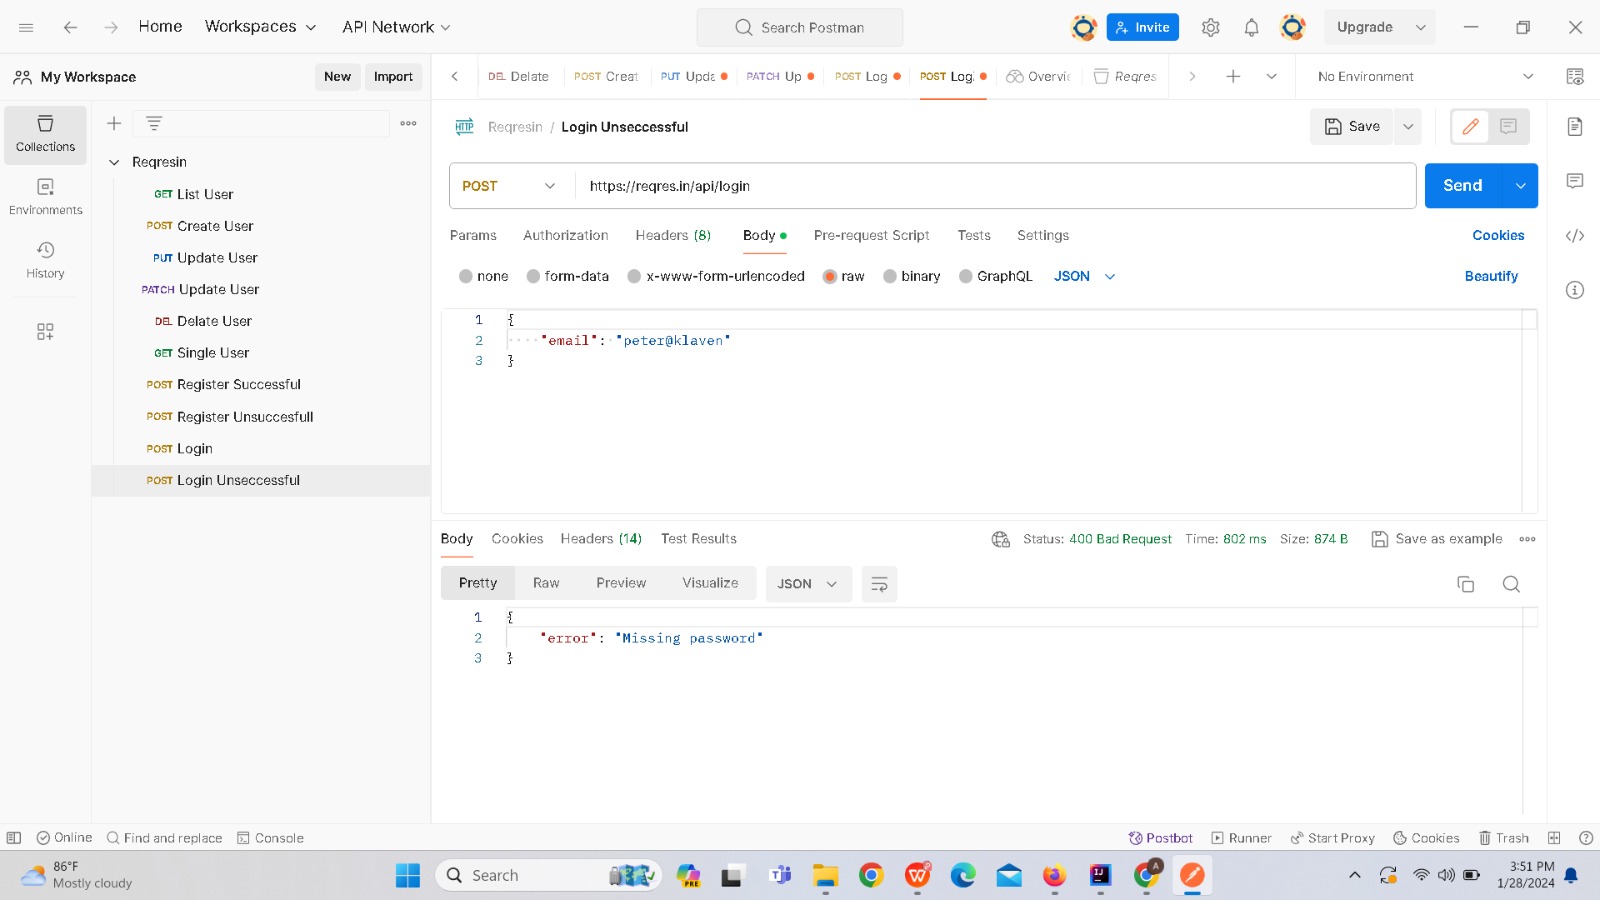 Home Workspaces API Network Search Postman Invite Upgrade
My Workspace New Import DEL Delate POST Creat PUT Upda PATCH Up POST Log POST Log Overvi Reqres No Environment
Collections
Environments
History
Reqresin
GET List User
POST Create User
PUT Update User
PATCH Update User
DEL Delate User
GET Single User
POST Register Successful
POST Register Unsuccesfull
POST Login
POST Login Unseccessful
HTTP Reqresin / Login Unseccessful Save
POST https://reqres.in/api/login Send
Params Authorization Headers (8) Body Pre-request Script Tests Settings Cookies
none form-data x-www-form-urlencoded raw binary GraphQL JSON Beautify
1 {
2 "email": "peter@klaven"
3 }
Body Cookies Headers (14) Test Results Status: 400 Bad Request Time: 802 ms Size: 874 B Save as example
Pretty Raw Preview Visualize JSON
1 {
2 "error": "Missing password"
3 }
Online Find and replace Console Postbot Runner Start Proxy Cookies Trash
86°F
Mostly cloudy
Search
PRE
3:51 PM
1/28/2024